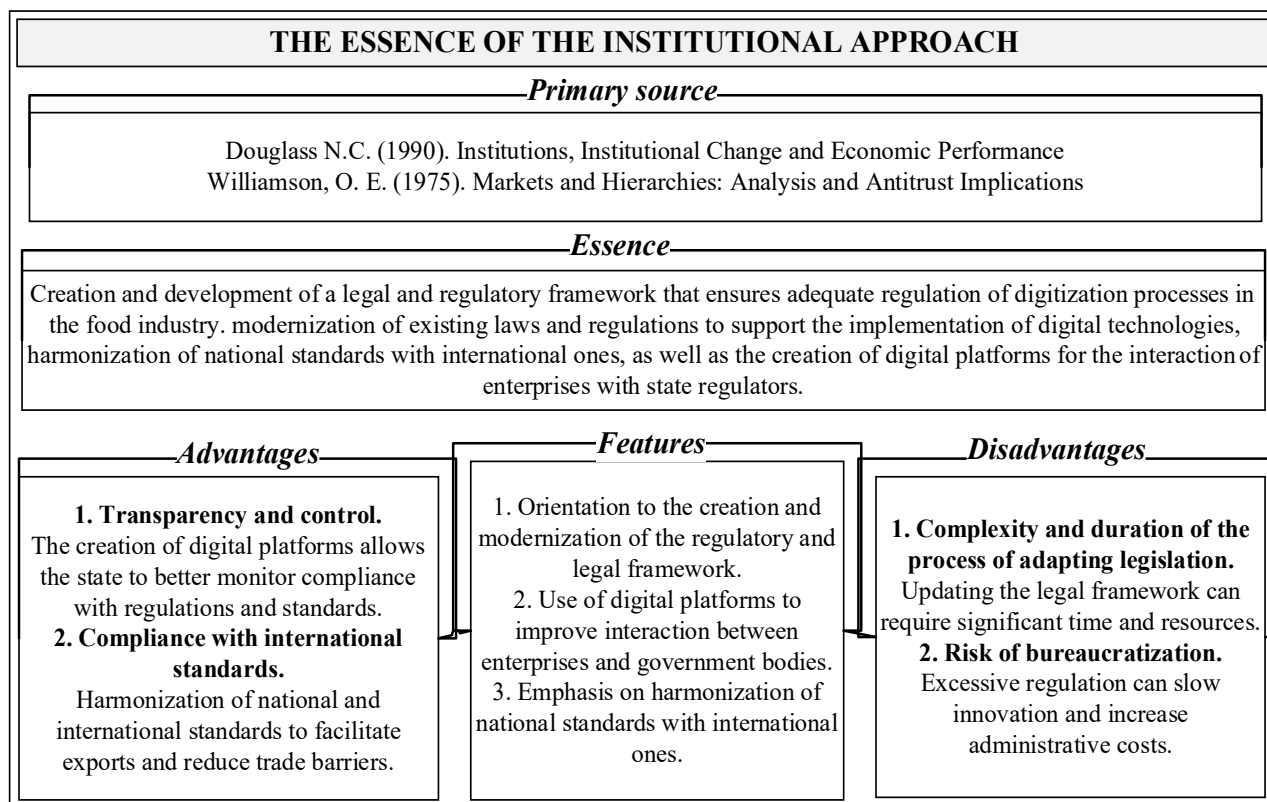 THE ESSENCE OF THE INSTITUTIONAL APPROACH
Primary source
Douglass N.C. (1990). Institutions, Institutional Change and Economic Performance
Williamson, O. E. (1975). Markets and Hierarchies: Analysis and Antitrust Implications
Essence
Creation and development of a legal and regulatory framework that ensures adequate regulation of digitization processes in
the food industry. modernization of existing laws and regulations to support the implementation of digital technologies,
harmonization of national standards with international ones, as well as the creation of digital platforms for the interaction of
enterprises with state regulators.
Advantages
1. Transparency and control.
The creation of digital platforms allows
the state to better monitor compliance
with regulations and standards.
2. Compliance with international
standards.
Harmonization of national and
international standards to facilitate
exports and reduce trade barriers.
Features
1. Orientation to the creation and
modernization of the regulatory and
legal framework.
2. Use of digital platforms to
improve interaction between
enterprises and government bodies.
3. Emphasis on harmonization of
national standards with international
ones.
Disadvantages
1. Complexity and duration of the
process of adapting legislation.
Updating the legal framework can
require significant time and resources.
2. Risk of bureaucratization.
Excessive regulation can slow
innovation and increase
administrative costs.